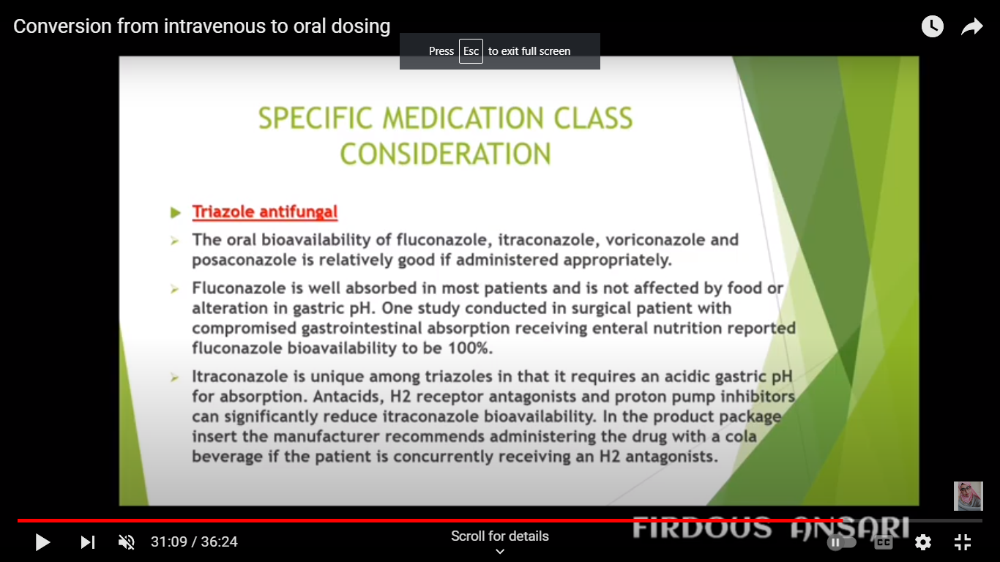 Conversion from intravenous to oral dosing
Press Esc to exit full screen
SPECIFIC MEDICATION CLASS
CONSIDERATION
Triazole antifungal
The oral bioavailability of fluconazole, itraconazole, voriconazole and
posaconazole is relatively good if administered appropriately.
Fluconazole is well absorbed in most patients and is not affected by food or
alteration in gastric pH. One study conducted in surgical patient with
compromised gastrointestinal absorption receiving enteral nutrition reported
fluconazole bioavailability to be 100%.
Itraconazole is unique among triazoles in that it requires an acidic gastric pH
for absorption. Antacids, H2 receptor antagonists and proton pump inhibitors
can significantly reduce itraconazole bioavailability. In the product package
insert the manufacturer recommends administering the drug with a cola
beverage if the patient is concurrently receiving an H2 antagonists.
FIRDOUS ANSARI
31:09 / 36:24
Scroll for details
CC